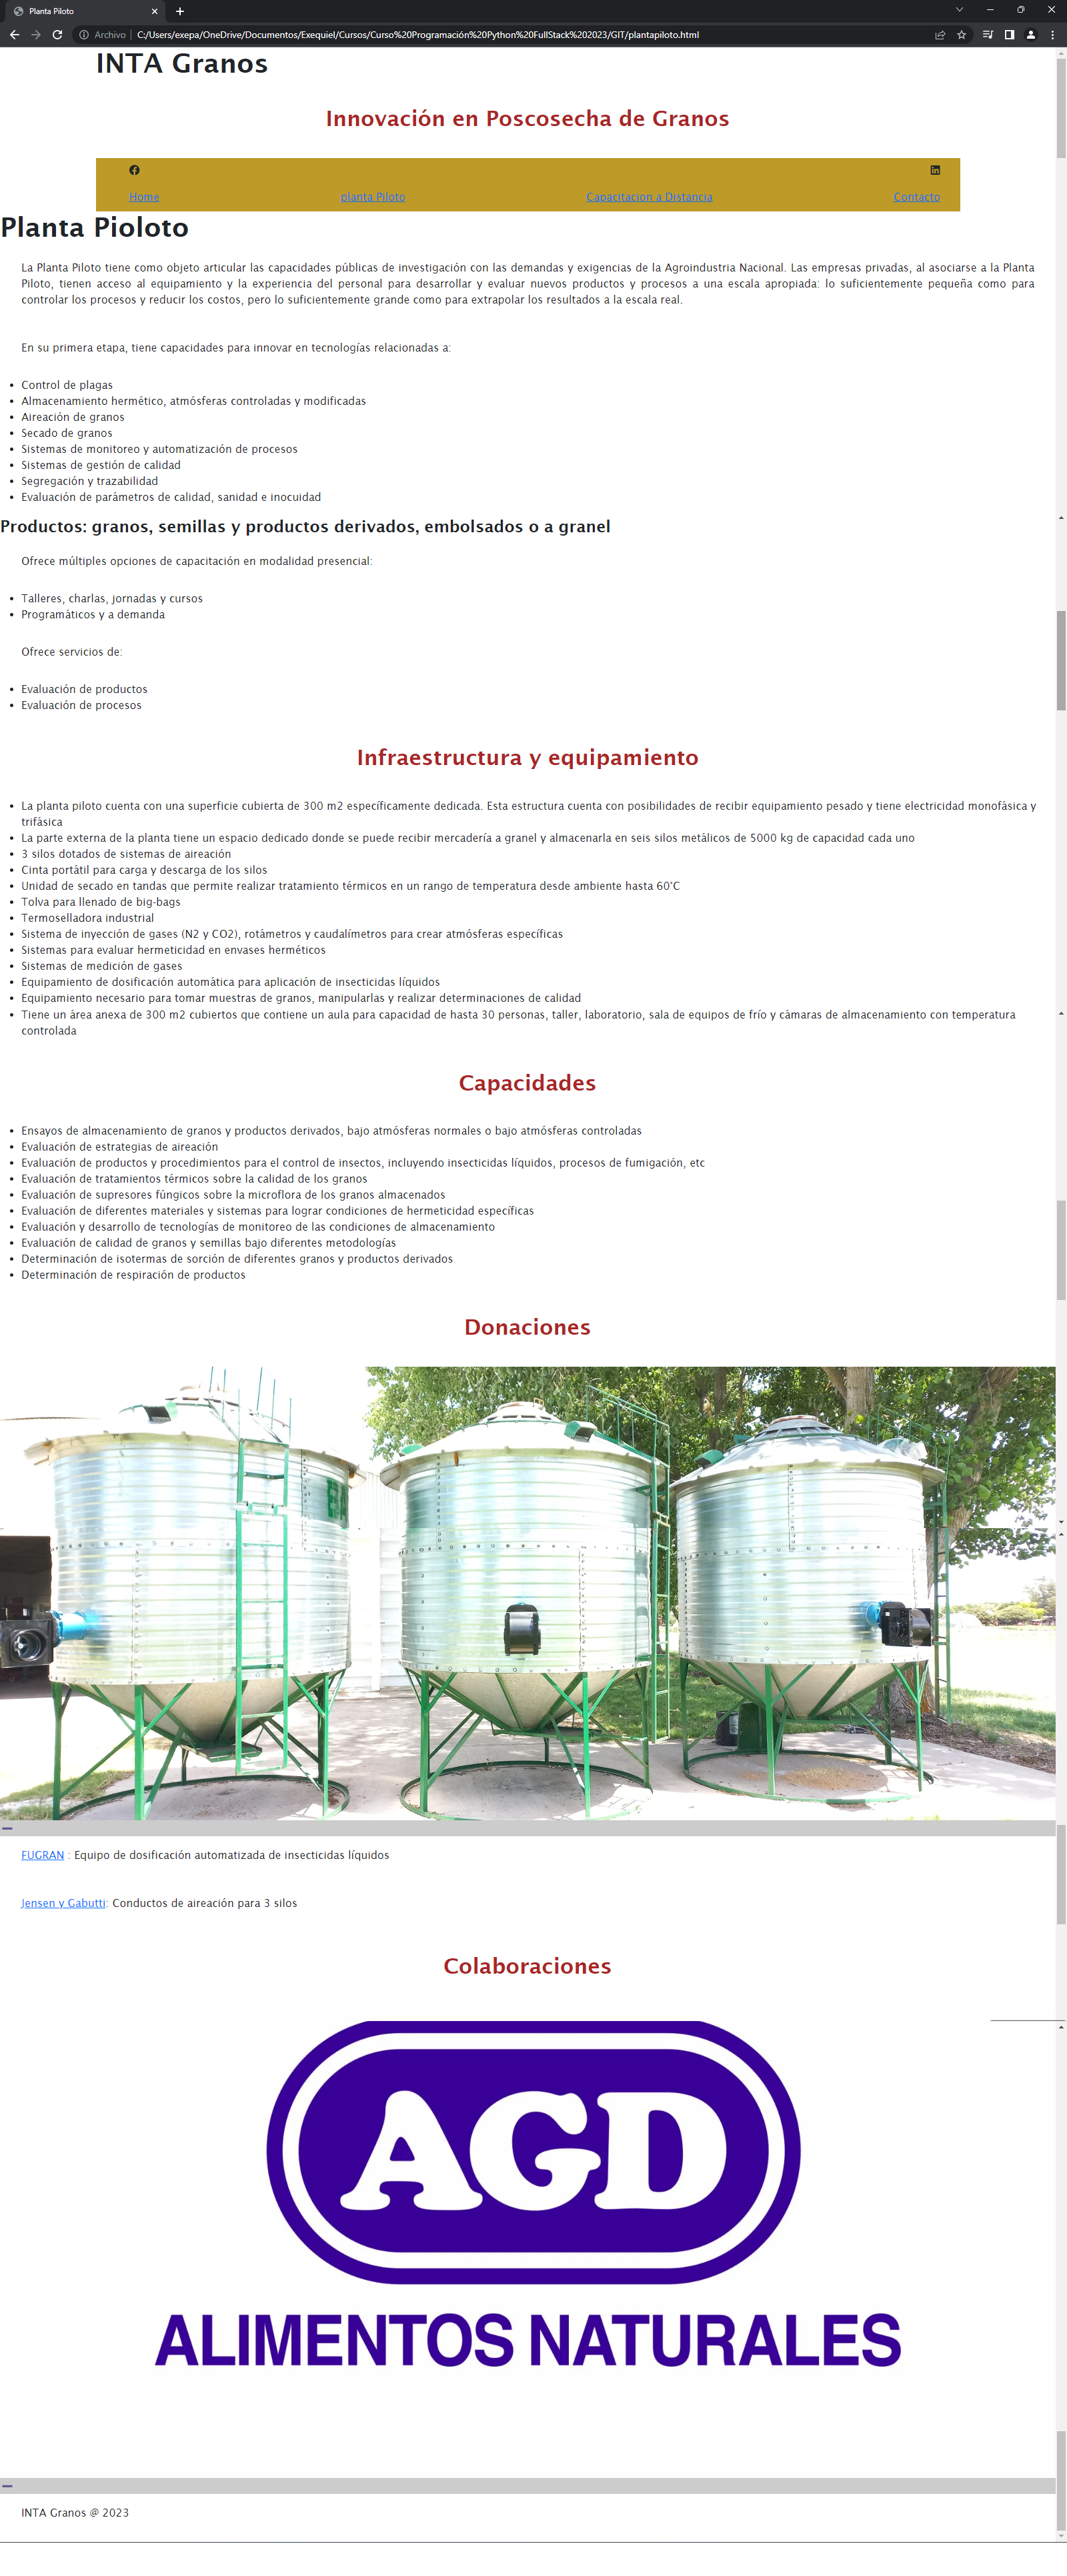 Planta Piloto
Archivo C:/Users/exepa/OneDrive/Documentos/Exequiel/Cursos/Curso%20Programación%20Python%20FullStack%202023/GIT/plantapiloto.html
INTA Granos
Innovación en Poscosecha de Granos
Home planta Piloto Capacitacion a Distancia Contacto
Planta Pioloto
La Planta Piloto tiene como objeto articular las capacidades públicas de investigación con las demandas y exigencias de la Agroindustria Nacional. Las empresas privadas, al asociarse a la Planta
Piloto, tienen acceso al equipamiento y la experiencia del personal para desarrollar y evaluar nuevos productos y procesos a una escala apropiada: lo suficientemente pequeña como para
controlar los procesos y reducir los costos, pero lo suficientemente grande como para extrapolar los resultados a la escala real.
En su primera etapa, tiene capacidades para innovar en tecnologías relacionadas a:
• Control de plagas
• Almacenamiento hermético, atmósferas controladas y modificadas
• Aireación de granos
• Secado de granos
• Sistemas de monitoreo y automatización de procesos
• Sistemas de gestión de calidad
• Segregación y trazabilidad
• Evaluación de parámetros de calidad, sanidad e inocuidad
Productos: granos, semillas y productos derivados, embolsados o a granel
Ofrece múltiples opciones de capacitación en modalidad presencial:
• Talleres, charlas, jornadas y cursos
• Programáticos y a demanda
Ofrece servicios de:
• Evaluación de productos
• Evaluación de procesos
Infraestructura y equipamiento
• La planta piloto cuenta con una superficie cubierta de 300 m2 específicamente dedicada. Esta estructura cuenta con posibilidades de recibir equipamiento pesado y tiene electricidad monofásica y
trifásica
• La parte externa de la planta tiene un espacio dedicado donde se puede recibir mercadería a granel y almacenarla en seis silos metálicos de 5000 kg de capacidad cada uno
• 3 silos dotados de sistemas de aireación
• Cinta portátil para carga y descarga de los silos
• Unidad de secado en tandas que permite realizar tratamiento térmicos en un rango de temperatura desde ambiente hasta 60°C
• Tolva para llenado de big-bags
• Termoselladora industrial
• Sistema de inyección de gases (N2 y CO2), rotámetros y caudalímetros para crear atmósferas específicas
• Sistemas para evaluar hermeticidad en envases herméticos
• Sistemas de medición de gases
• Equipamiento de dosificación automática para aplicación de insecticidas líquidos
• Equipamiento necesario para tomar muestras de granos, manipularlas y realizar determinaciones de calidad
• Tiene un área anexa de 300 m2 cubiertos que contiene un aula para capacidad de hasta 30 personas, taller, laboratorio, sala de equipos de frío y cámaras de almacenamiento con temperatura
controlada
Capacidades
• Ensayos de almacenamiento de granos y productos derivados, bajo atmósferas normales o bajo atmósferas controladas
• Evaluación de estrategias de aireación
• Evaluación de productos y procedimientos para el control de insectos, incluyendo insecticidas líquidos, procesos de fumigación, etc
• Evaluación de tratamientos térmicos sobre la calidad de los granos
• Evaluación de supresores fúngicos sobre la microflora de los granos almacenados
• Evaluación de diferentes materiales y sistemas para lograr condiciones de hermeticidad específicas
• Evaluación y desarrollo de tecnologías de monitoreo de las condiciones de almacenamiento
• Evaluación de calidad de granos y semillas bajo diferentes metodologías
• Determinación de isotermas de sorción de diferentes granos y productos derivados
• Determinación de respiración de productos
Donaciones
FUGRAN : Equipo de dosificación automatizada de insecticidas líquidos
Jensen y Gabutti: Conductos de aireación para 3 silos
Colaboraciones
AGD
ALIMENTOS NATURALES
INTA Granos @ 2023